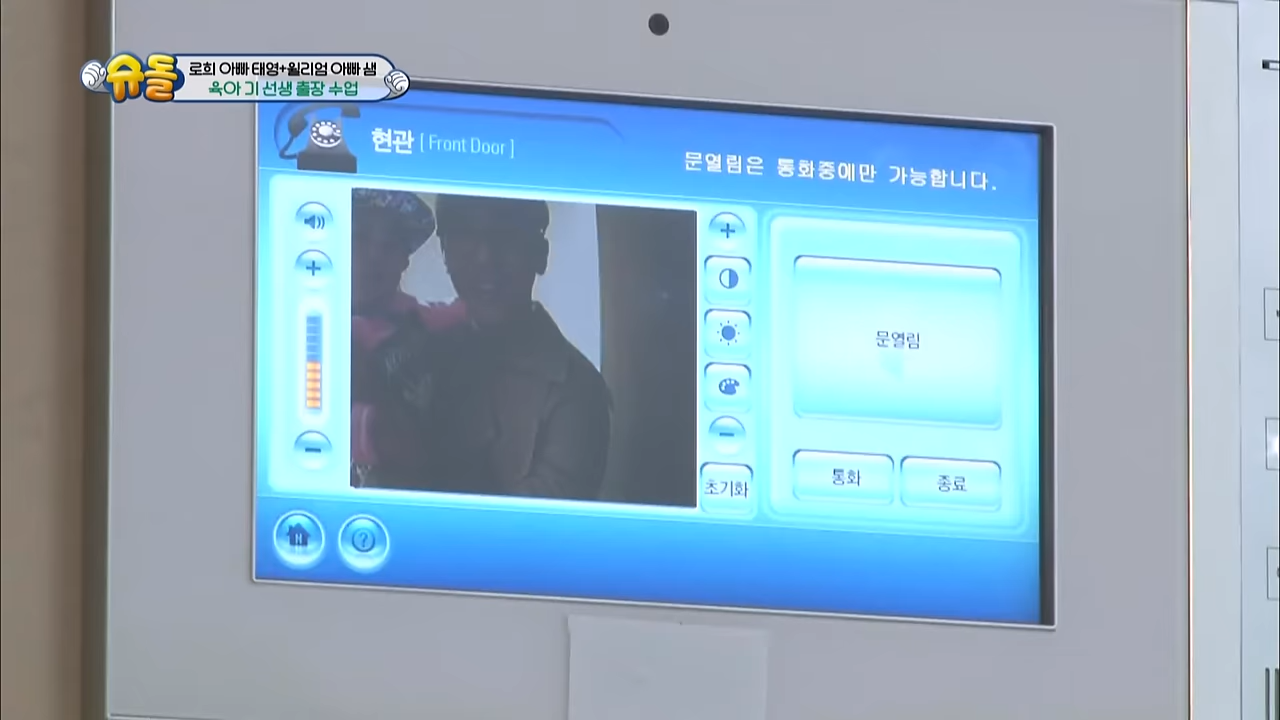 슈돌
로희 아빠 태영+윌리엄 아빠 샘
육아 기 선생 출장 수업
현관 [ Front Door ]
문열림은 통화중에만 가능합니다.
문열림
초기화
통화
종료